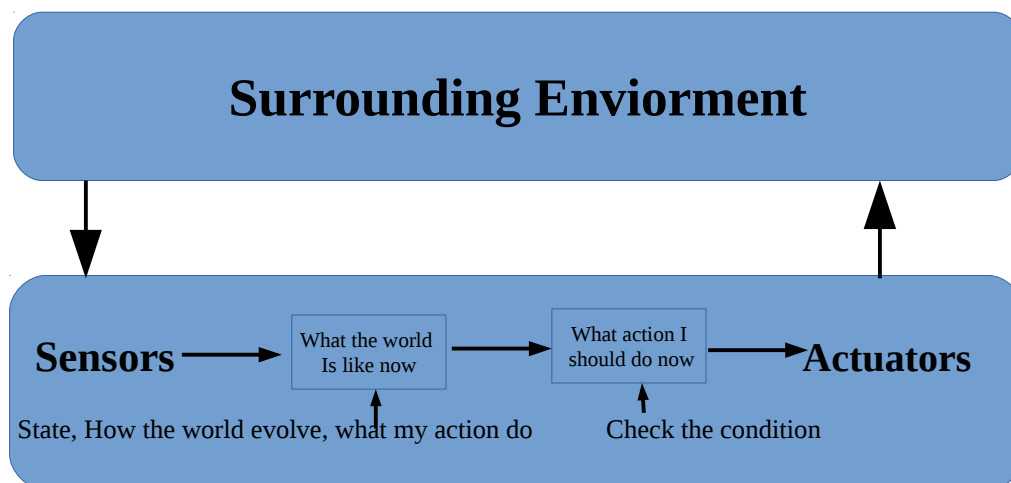 Surrounding Enviorment
Sensors
What the world
Is like now
What action I
should do now
Actuators
State, How the world evolve, what my action do
Check the condition